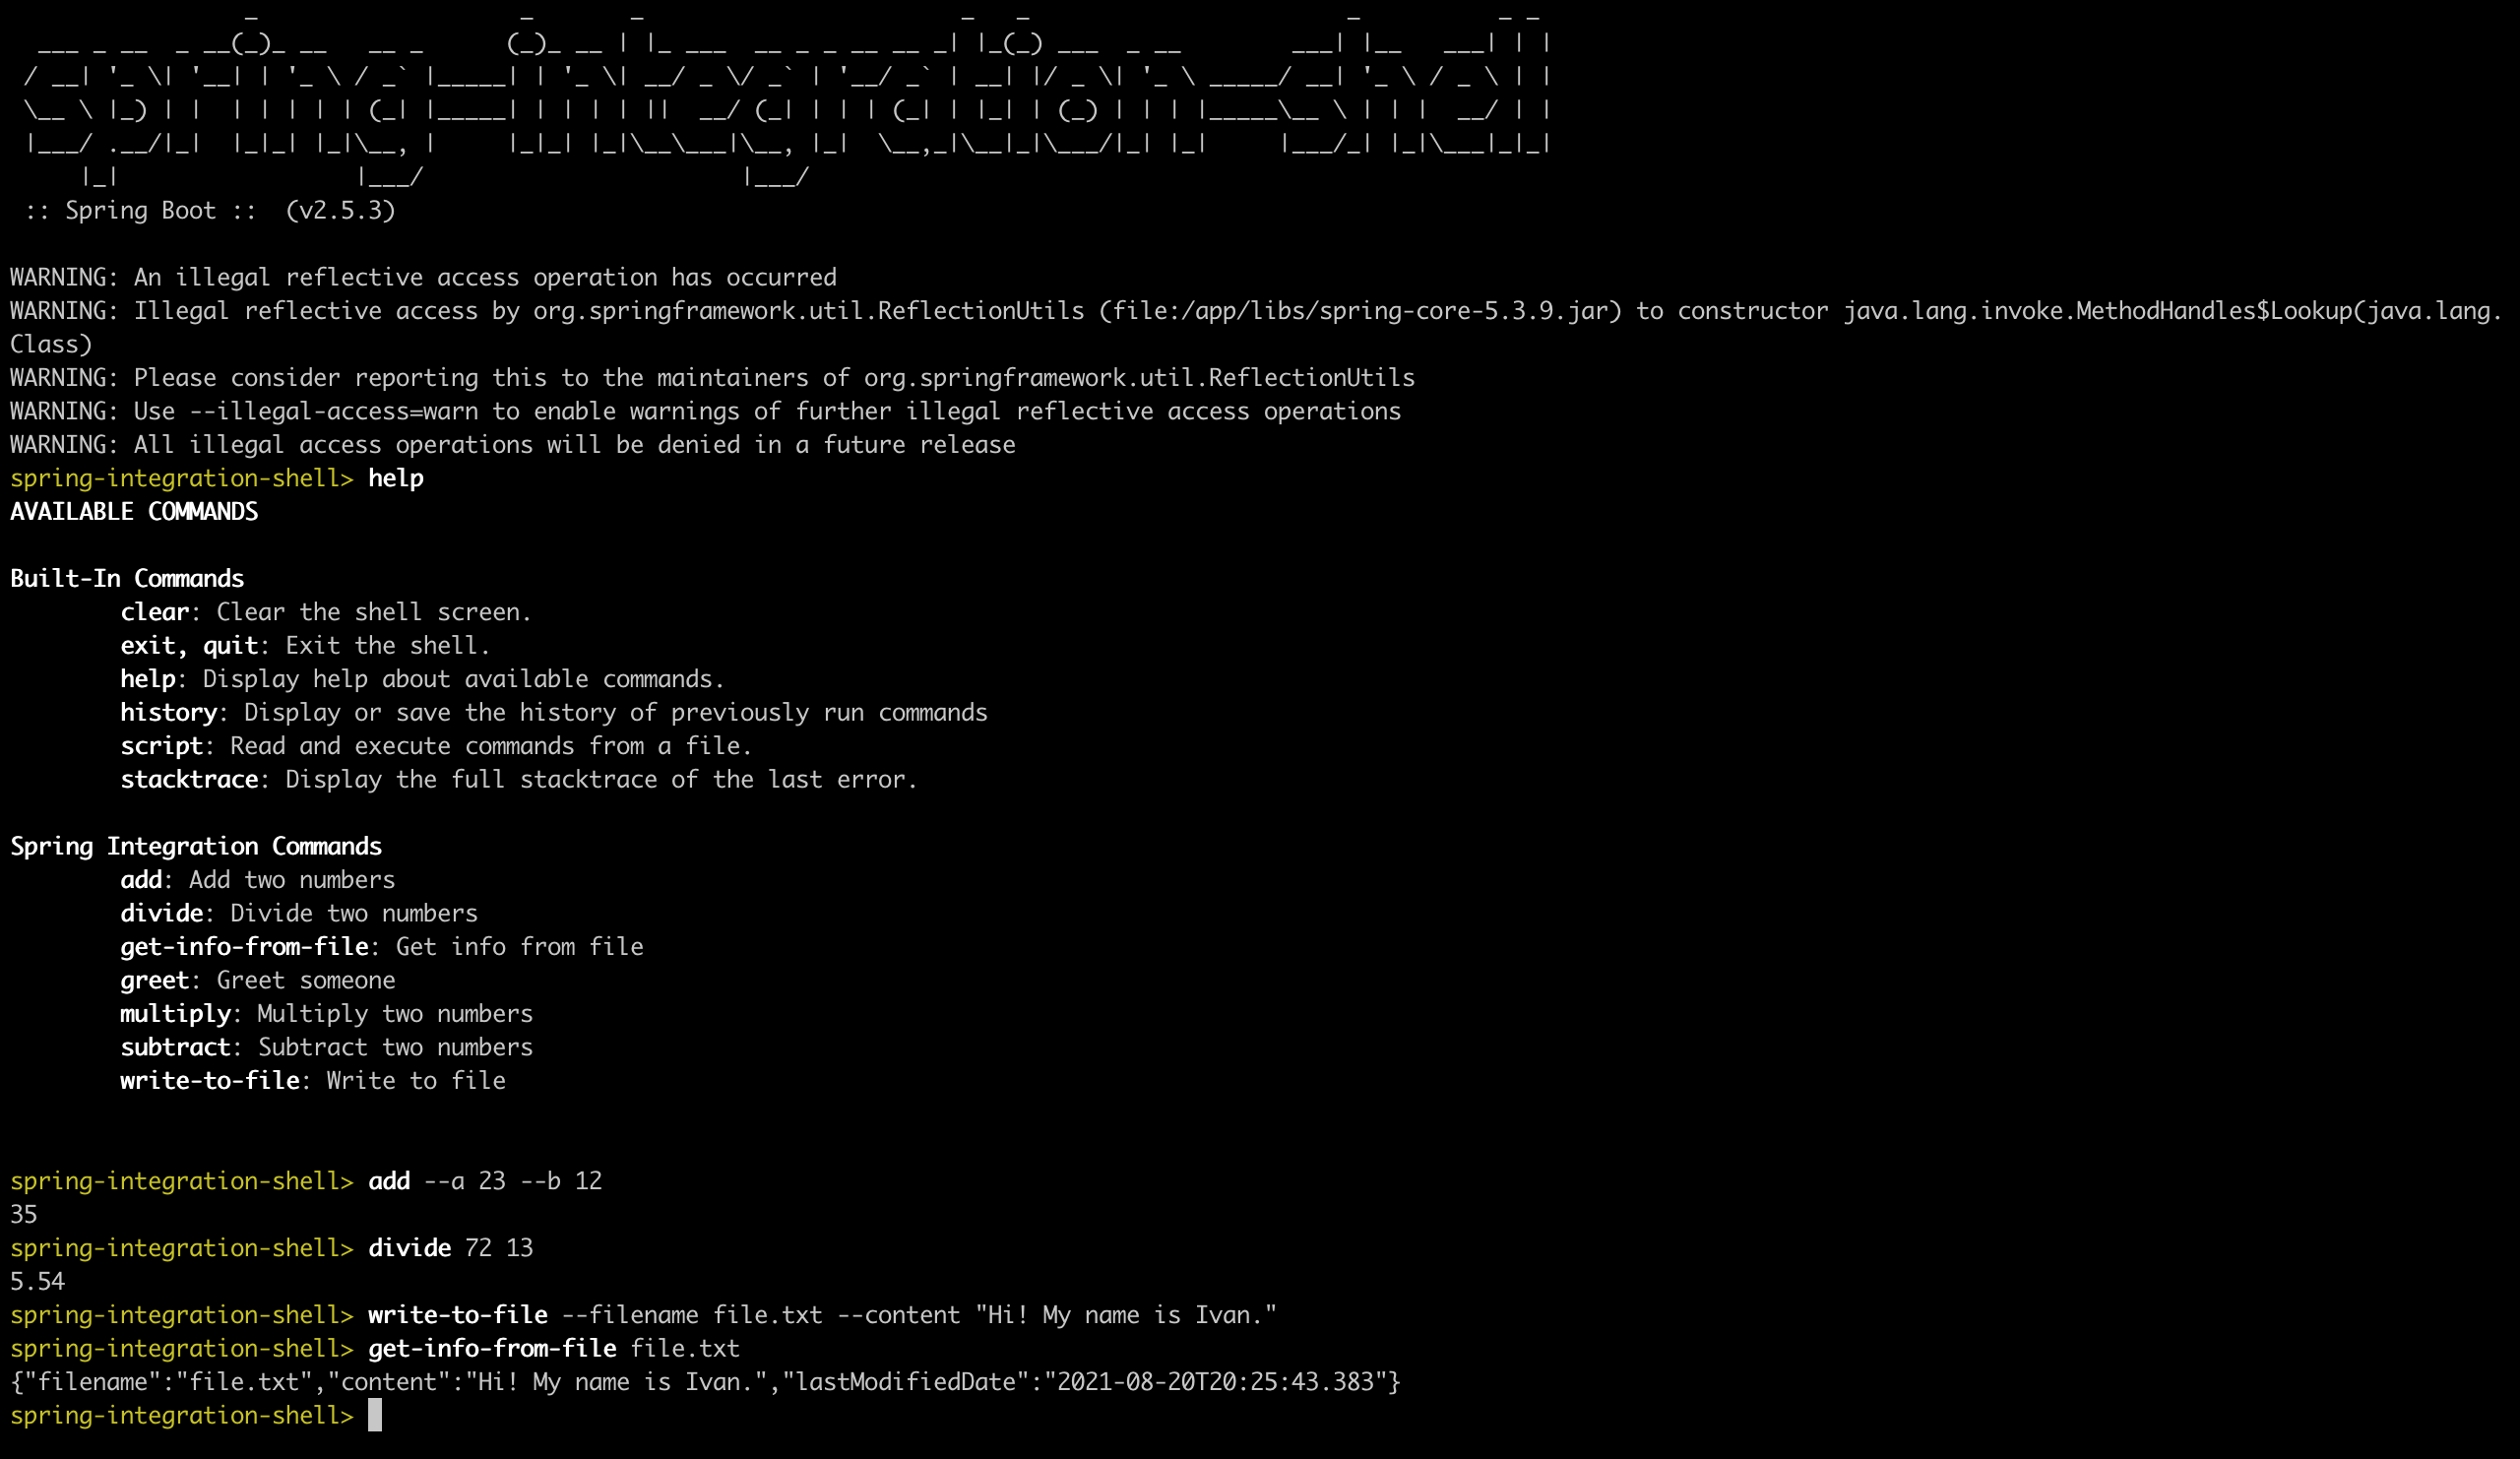 spring-integration-shell
:: Spring Boot ::  (v2.5.3)
WARNING: An illegal reflective access operation has occurred
WARNING: Illegal reflective access by org.springframework.util.ReflectionUtils (file:/app/libs/spring-core-5.3.9.jar) to constructor java.lang.invoke.MethodHandles$Lookup(java.lang.
Class)
WARNING: Please consider reporting this to the maintainers of org.springframework.util.ReflectionUtils
WARNING: Use --illegal-access=warn to enable warnings of further illegal reflective access operations
WARNING: All illegal access operations will be denied in a future release
spring-integration-shell> help
AVAILABLE COMMANDS
Built-In Commands
clear: Clear the shell screen.
exit, quit: Exit the shell.
help: Display help about available commands.
history: Display or save the history of previously run commands
script: Read and execute commands from a file.
stacktrace: Display the full stacktrace of the last error.
Spring Integration Commands
add: Add two numbers
divide: Divide two numbers
get-info-from-file: Get info from file
greet: Greet someone
multiply: Multiply two numbers
subtract: Subtract two numbers
write-to-file: Write to file
spring-integration-shell> add --a 23 --b 12
35
spring-integration-shell> divide 72 13
5.54
spring-integration-shell> write-to-file --filename file.txt --content "Hi! My name is Ivan."
spring-integration-shell> get-info-from-file file.txt
{"filename":"file.txt","content":"Hi! My name is Ivan.","lastModifiedDate":"2021-08-20T20:25:43.383"}
spring-integration-shell>